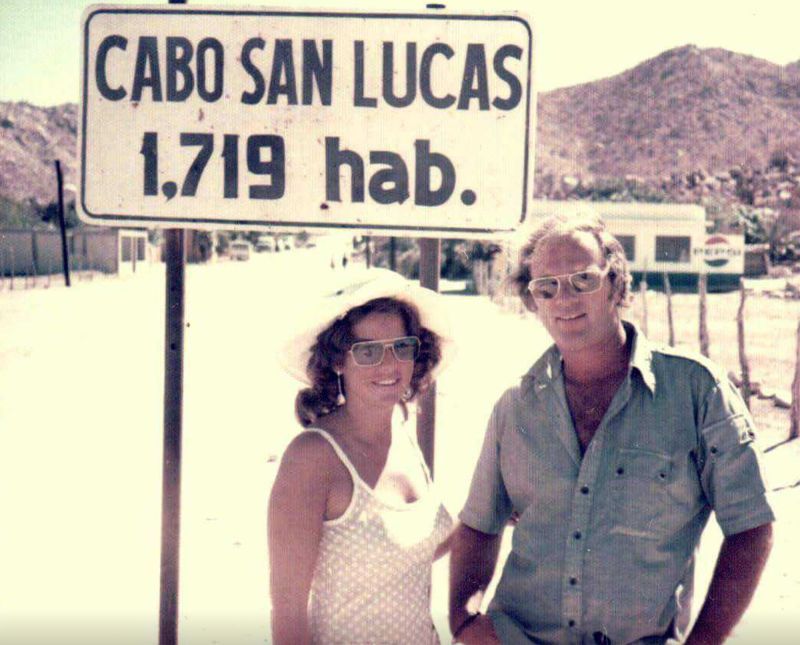 CABO SAN LUCAS
1,719 hab.
PEPSI